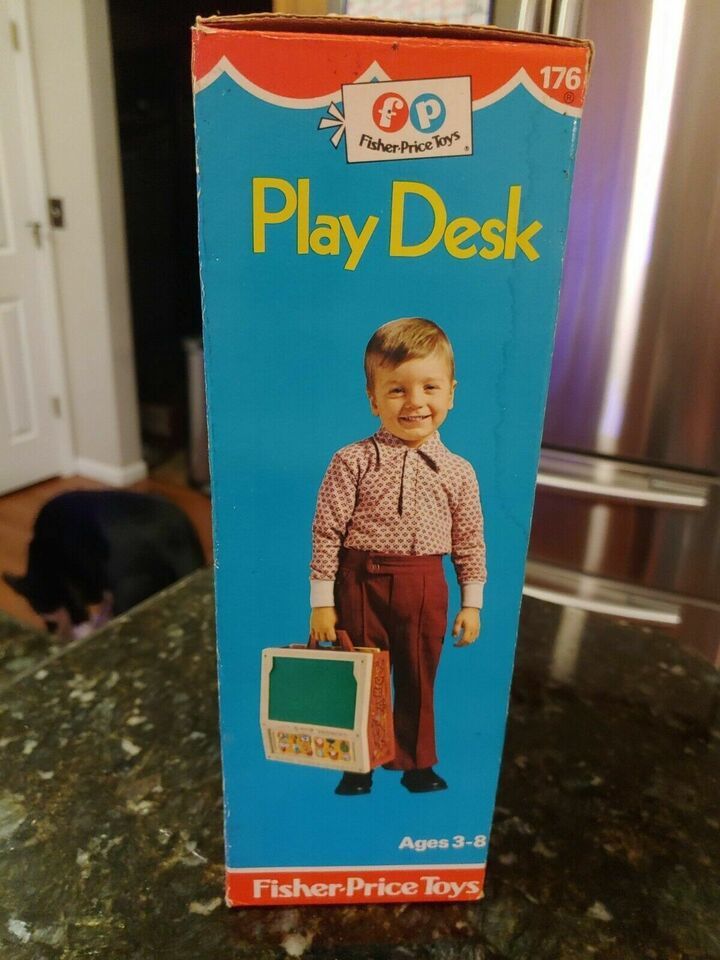 176
®
fp
Fisher-Price Toys ®
Play Desk
Ages 3-8
Fisher-Price Toys